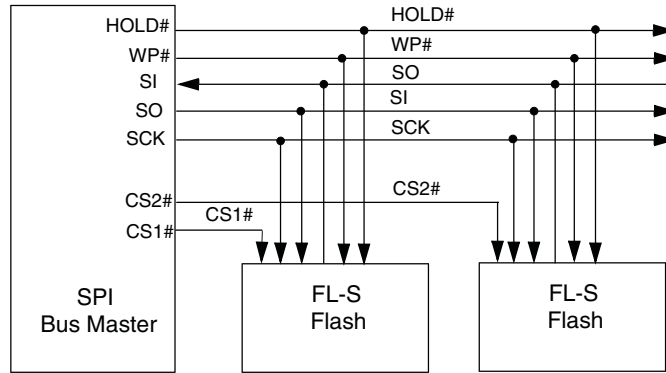 HOLD#
HOLD#
WP#
WP#
SI
SO
SO
SI
SCK
SCK
CS2#
CS2#
CS1#
CS1#
SPI
Bus Master
FL-S
Flash
FL-S
Flash